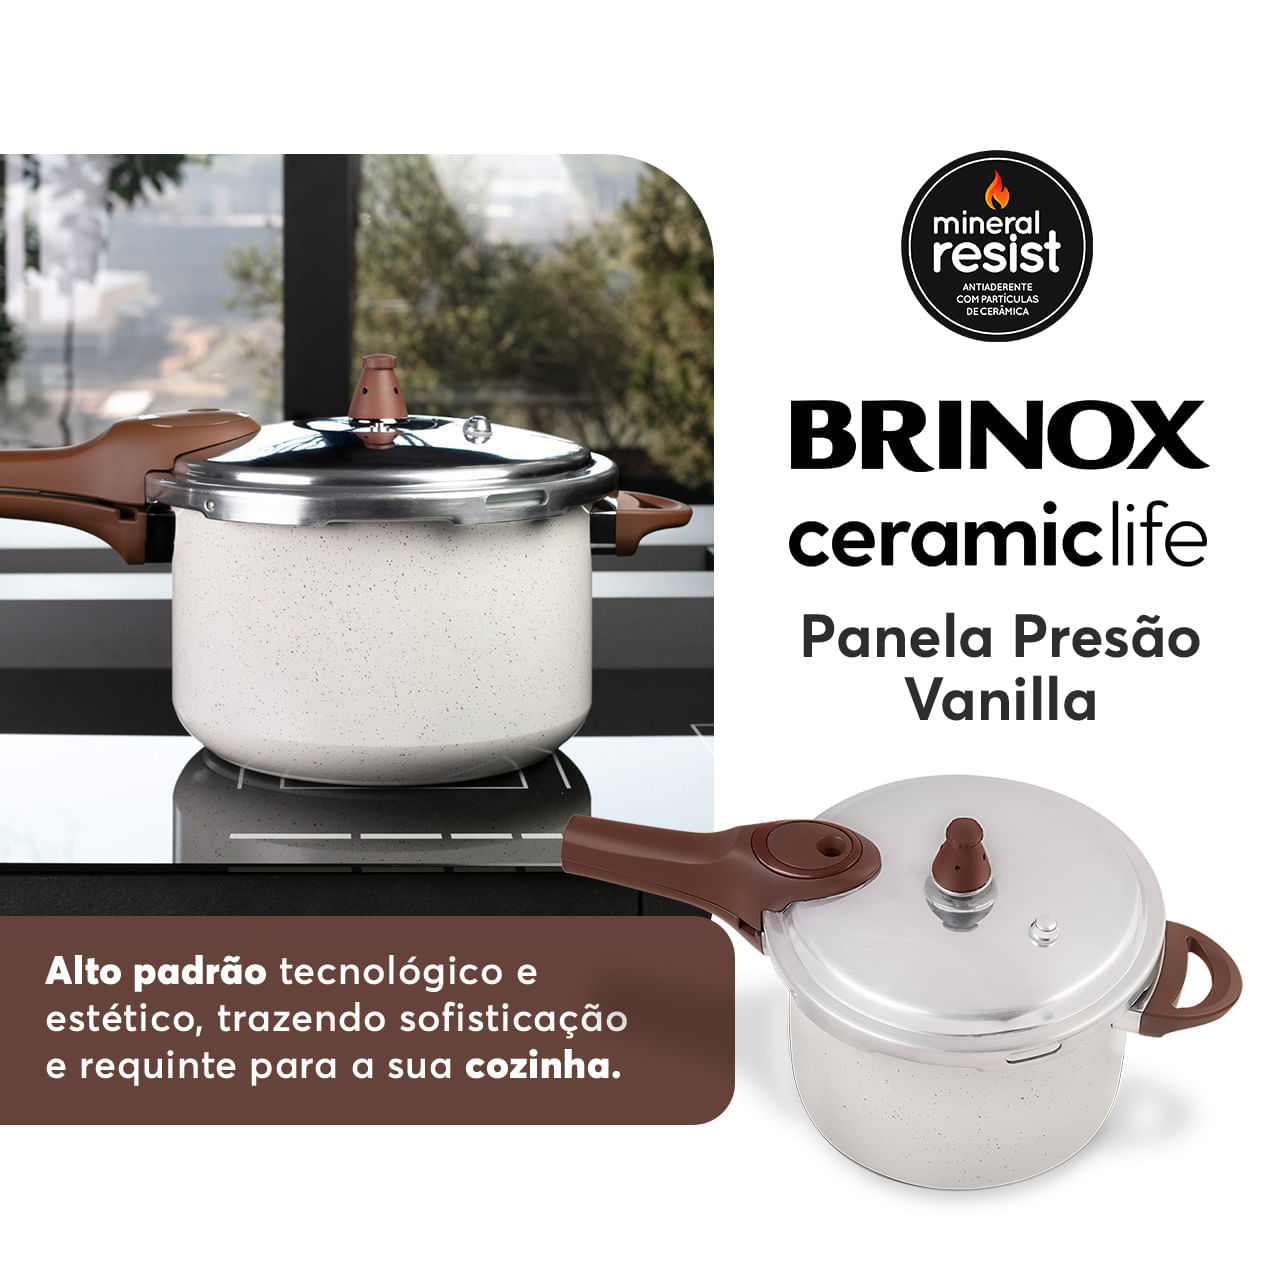 mineral
resist
ANTIADERENTE
COM PARTÍCULAS
DE CERÂMICA
BRINOX
ceramiclife
Panela Presão
Vanilla
Alto padrão tecnológico e
estético, trazendo sofisticação
e requinte para a sua cozinha.